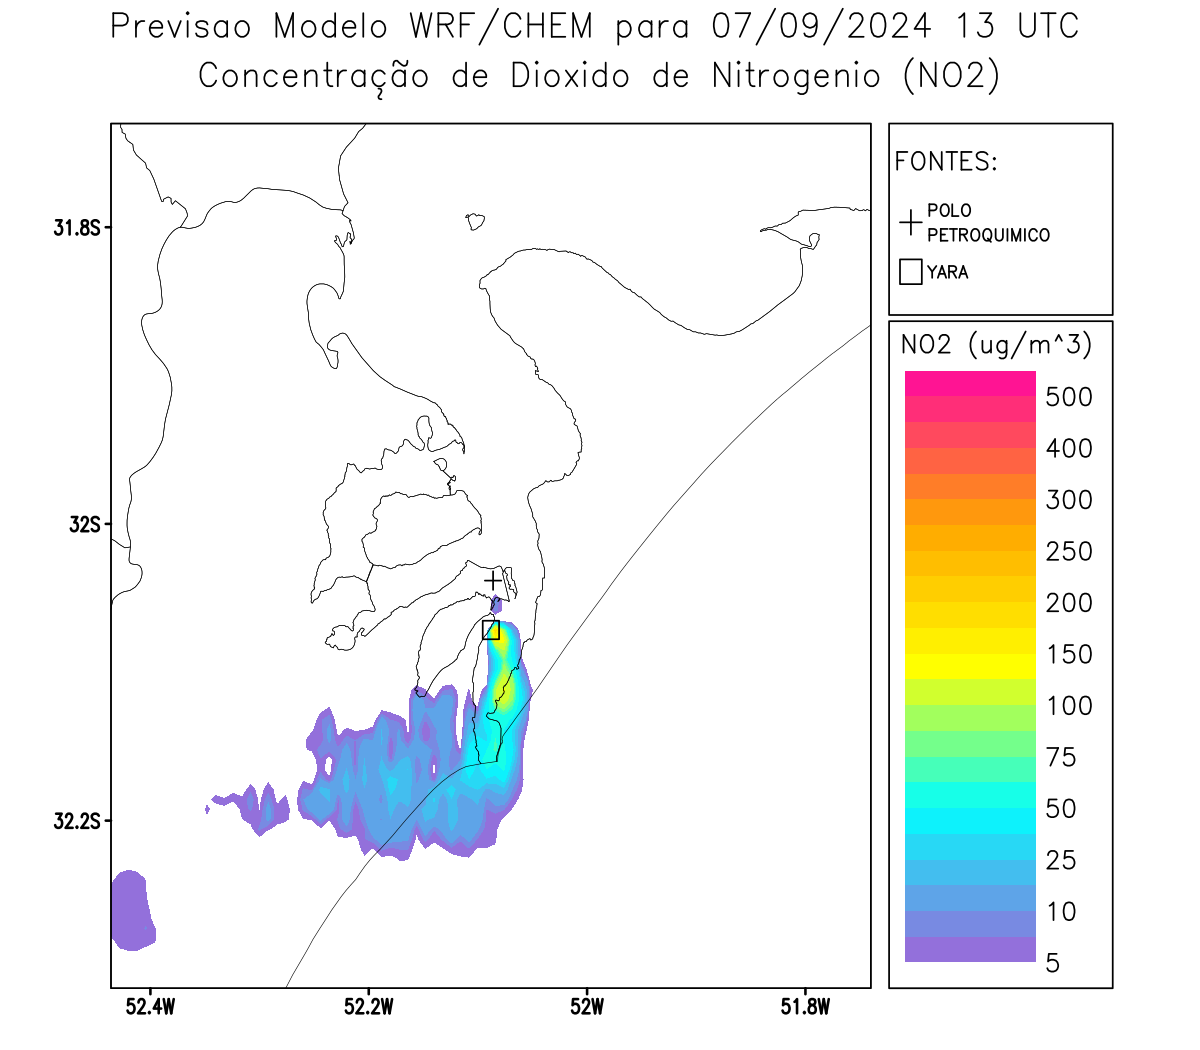 Previsao Modelo WRF/CHEM para 07/09/2024 13 UTC
Concentração de Dioxido de Nitrogenio (NO2)
FONTES:
POLO
PETROQUIMICO
YARA
NO2 (ug/m^3)
500
400
300
250
200
150
100
75
50
25
10
5
31.8S
32S
32.2S
52.4W
52.2W
52W
51.8W